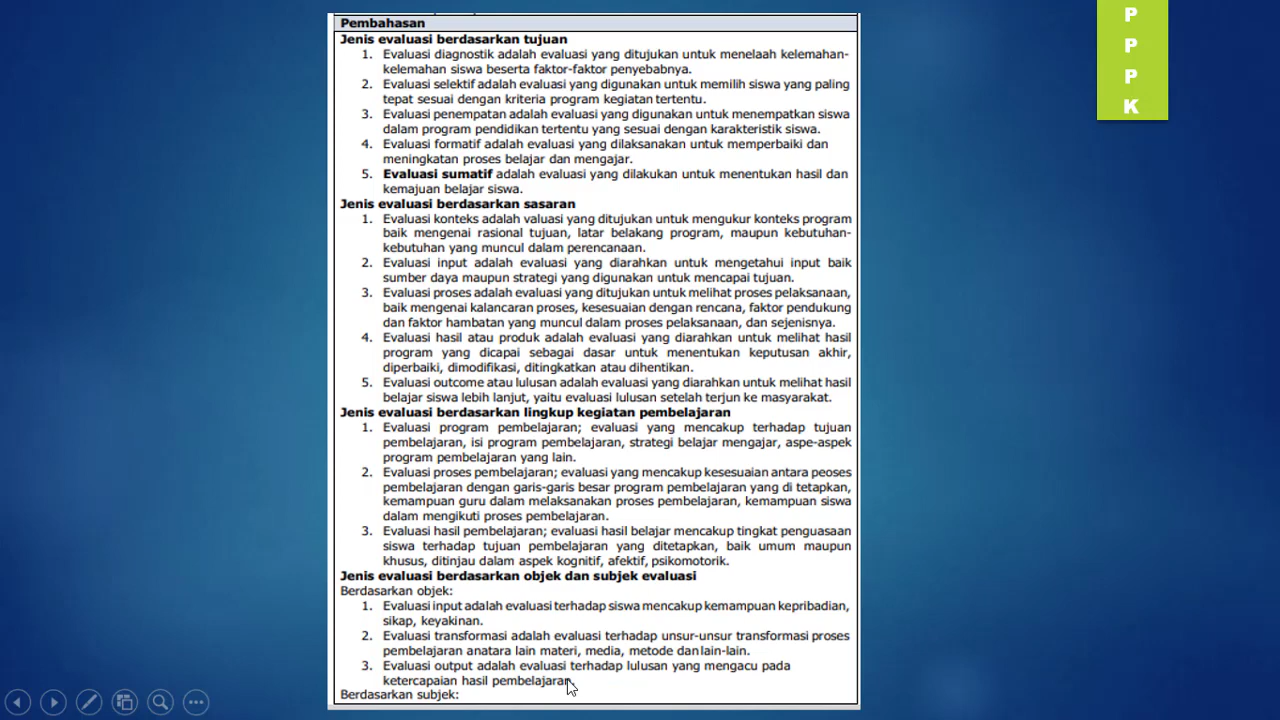 Pembahasan
Jenis evaluasi berdasarkan tujuan
1. Evaluasi diagnostik adalah evaluasi yang ditujukan untuk menelaah kelemahan-
kelemahan siswa beserta faktor-faktor penyebabnya.
2. Evaluasi selektif adalah evaluasi yang digunakan untuk memilih siswa yang paling
tepat sesuai dengan kriteria program kegiatan tertentu.
3. Evaluasi penempatan adalah evaluasi yang digunakan untuk menempatkan siswa
dalam program pendidikan tertentu yang sesuai dengan karakteristik siswa.
4. Evaluasi formatif adalah evaluasi yang dilaksanakan untuk memperbaiki dan
meningkatan proses belajar dan mengajar.
5. Evaluasi sumatif adalah evaluasi yang dilakukan untuk menentukan hasil dan
kemajuan belajar siswa.
Jenis evaluasi berdasarkan sasaran
1. Evaluasi konteks adalah valuasi yang ditujukan untuk mengukur konteks program
baik mengenai rasional tujuan, latar belakang program, maupun kebutuhan-
kebutuhan yang muncul dalam perencanaan.
2. Evaluasi input adalah evaluasi yang diarahkan untuk mengetahui input baik
sumber daya maupun strategi yang digunakan untuk mencapai tujuan.
3. Evaluasi proses adalah evaluasi yang ditujukan untuk melihat proses pelaksanaan,
baik mengenai kalancaran proses, kesesuaian dengan rencana, faktor pendukung
dan faktor hambatan yang muncul dalam proses pelaksanaan, dan sejenisnya.
4. Evaluasi hasil atau produk adalah evaluasi yang diarahkan untuk melihat hasil
program yang dicapai sebagai dasar untuk menentukan keputusan akhir,
diperbaiki, dimodifikasi, ditingkatkan atau dihentikan.
5. Evaluasi outcome atau lulusan adalah evaluasi yang diarahkan untuk melihat hasil
belajar siswa lebih lanjut, yaitu evaluasi lulusan setelah terjun ke masyarakat.
Jenis evaluasi berdasarkan lingkup kegiatan pembelajaran
1. Evaluasi program pembelajaran; evaluasi yang mencakup terhadap tujuan
pembelajaran, isi program pembelajaran, strategi belajar mengajar, aspe-aspek
program pembelajaran yang lain.
2. Evaluasi proses pembelajaran; evaluasi yang mencakup kesesuaian antara peoses
pembelajaran dengan garis-garis besar program pembelajaran yang di tetapkan,
kemampuan guru dalam melaksanakan proses pembelajaran, kemampuan siswa
dalam mengikuti proses pembelajaran.
3. Evaluasi hasil pembelajaran; evaluasi hasil belajar mencakup tingkat penguasaan
siswa terhadap tujuan pembelajaran yang ditetapkan, baik umum maupun
khusus, ditinjau dalam aspek kognitif, afektif, psikomotorik.
Jenis evaluasi berdasarkan objek dan subjek evaluasi
Berdasarkan objek:
1. Evaluasi input adalah evaluasi terhadap siswa mencakup kemampuan kepribadian,
sikap, keyakinan.
2. Evaluasi transformasi adalah evaluasi terhadap unsur-unsur transformasi proses
pembelajaran anatara lain materi, media, metode dan lain-lain.
3. Evaluasi output adalah evaluasi terhadap lulusan yang mengacu pada
ketercapaian hasil pembelajaran
Berdasarkan subjek:
P
P
P
K